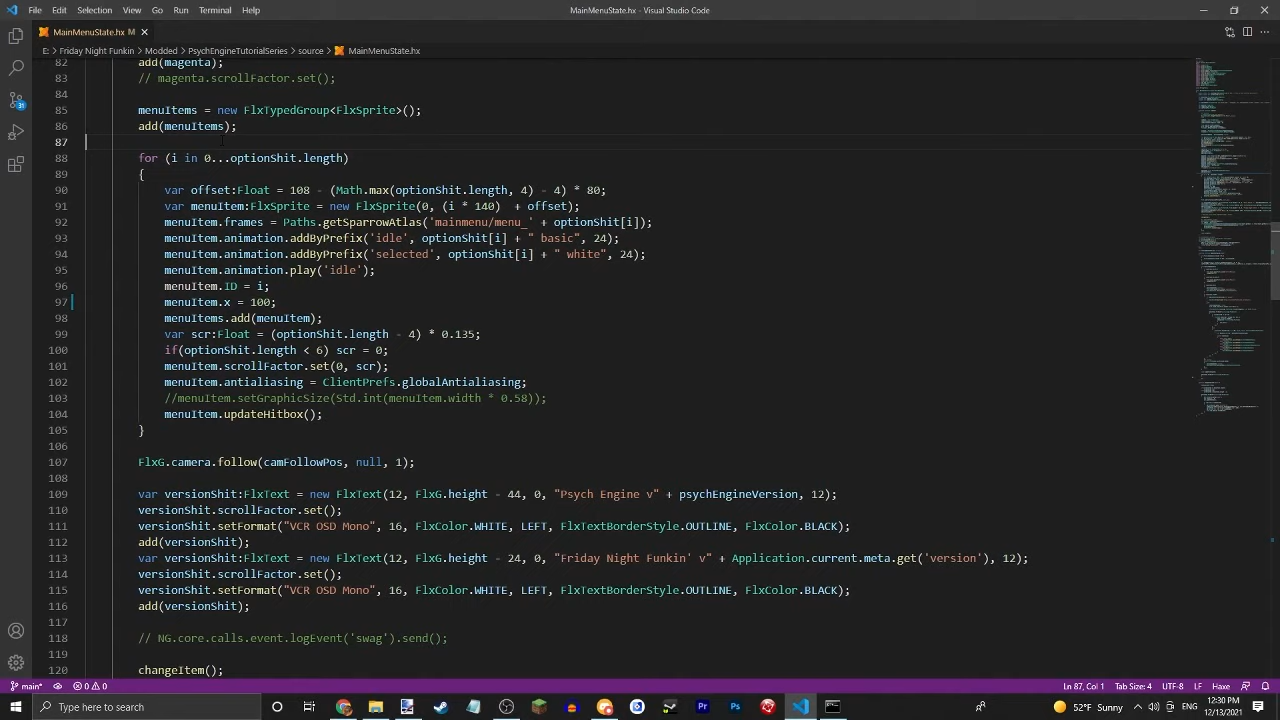 File Edit Selection View Go Run Terminal Help MainMenuState.hx - Visual Studio Code
MainMenuState.hx M
E: > Friday Night Funkin > Modded > PsychEngineTutorialSeries > source > MainMenuState.hx
82 add(magenta);
83 // magenta.scrollFactor.set();
84
85 menuItems = new FlxTypedGroup<FlxSprite>();
86 add(menuItems);
87
88 for (i in 0...optionShit.length)
90 var offset:Float = 108 - (Math.max(optionShit.length, 4) - 4) * 80;
91 var menuItem:FlxSprite = new FlxSprite(0, (i * 140) + offset);
92 menuItem.frames = Paths.
93 menuItem.animation.addByPrefix('idle', optionShit[i] + " basic", 24);
94 menuItem.animation.addByPrefix('selected', optionShit[i] + " white", 24);
95 menuItem.animation.play('idle');
96 menuItem.ID = i;
97 menuItem.x = 100;
98 menuItems.add(menuItem);
99 var scr:Float = (optionShit.length - 4) * 0.135;
100 if(optionShit.length < 6) scr = 0;
101 menuItem.scrollFactor.set(0, scr);
102 menuItem.antialiasing = ClientPrefs.globalAntialiasing;
103 //menuItem.setGraphicSize(Std.int(menuItem.width * 0.58));
104 menuItem.updateHitbox();
105 }
106
107 FlxG.camera.follow(camFollowPos, null, 1);
108
109 var versionShit:FlxText = new FlxText(12, FlxG.height - 44, 0, "Psych Engine v" + psychEngineVersion, 12);
110 versionShit.scrollFactor.set();
111 versionShit.setFormat("VCR OSD Mono", 16, FlxColor.WHITE, LEFT, FlxTextBorderStyle.OUTLINE, FlxColor.BLACK);
112 add(versionShit);
113 var versionShit:FlxText = new FlxText(12, FlxG.height - 24, 0, "Friday Night Funkin' v" + Application.current.meta.get('version'), 12);
114 versionShit.scrollFactor.set();
115 versionShit.setFormat("VCR OSD Mono", 16, FlxColor.WHITE, LEFT, FlxTextBorderStyle.OUTLINE, FlxColor.BLACK);
116 add(versionShit);
117
118 // NG.core.calls.event.logEvent('swag').send();
119
120 changeItem();
31
main* 0 0 Ln 87, Col 1 Tab Size: 4 UTF-8 LF Haxe
Type here to search 52°F Sunny 12:30 PM
12/13/2021